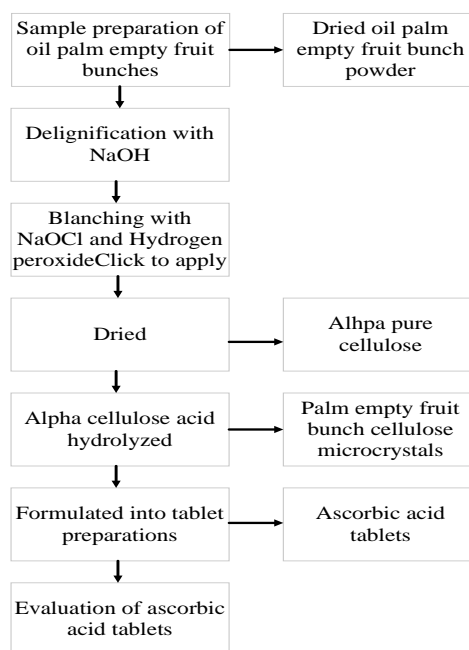 Sample preparation of
oil palm empty fruit
bunches
Dried oil palm
empty fruit bunch
powder
Delignification with
NaOH
Blanching with
NaOCl and Hydrogen
peroxideClick to apply
Dried
Alhpa pure
cellulose
Alpha cellulose acid
hydrolyzed
Palm empty fruit
bunch cellulose
microcrystals
Formulated into tablet
preparations
Ascorbic acid
tablets
Evaluation of ascorbic
acid tablets